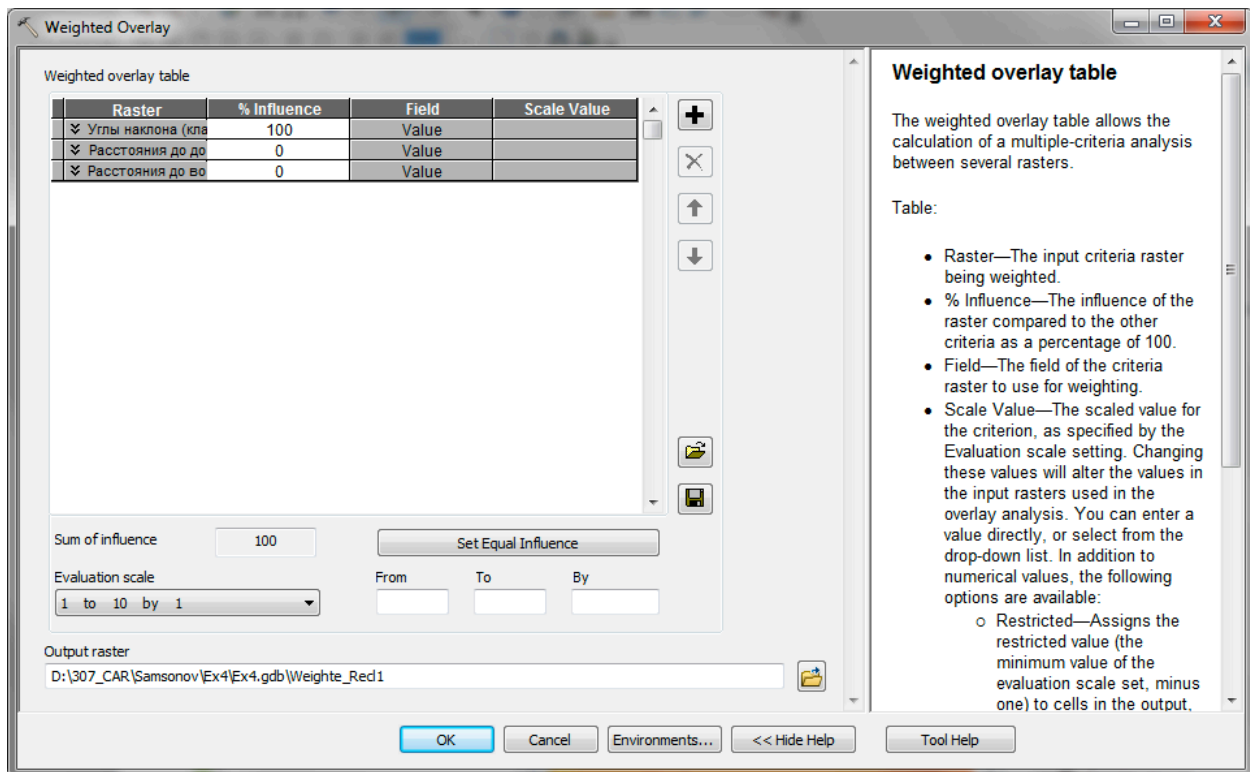 Weighted Overlay
Weighted overlay table
Raster % Influence Field Scale Value
Углы наклона (кла 100 Value
Расстояния до до 0 Value
Расстояния до во 0 Value
Sum of influence 100 Set Equal Influence
Evaluation scale From To By
1 to 10 by 1
Output raster
D:\307_CAR\Samsonov\Ex4\Ex4.gdb\Weighte_Recl1
OK Cancel Environments... << Hide Help Tool Help
Weighted overlay table
The weighted overlay table allows the
calculation of a multiple-criteria analysis
between several rasters.
Table:
• Raster—The input criteria raster
being weighted.
• % Influence—The influence of the
raster compared to the other
criteria as a percentage of 100.
• Field—The field of the criteria
raster to use for weighting.
• Scale Value—The scaled value for
the criterion, as specified by the
Evaluation scale setting. Changing
these values will alter the values in
the input rasters used in the
overlay analysis. You can enter a
value directly, or select from the
drop-down list. In addition to
numerical values, the following
options are available:
o Restricted—Assigns the
restricted value (the
minimum value of the
evaluation scale set, minus
one) to cells in the output,